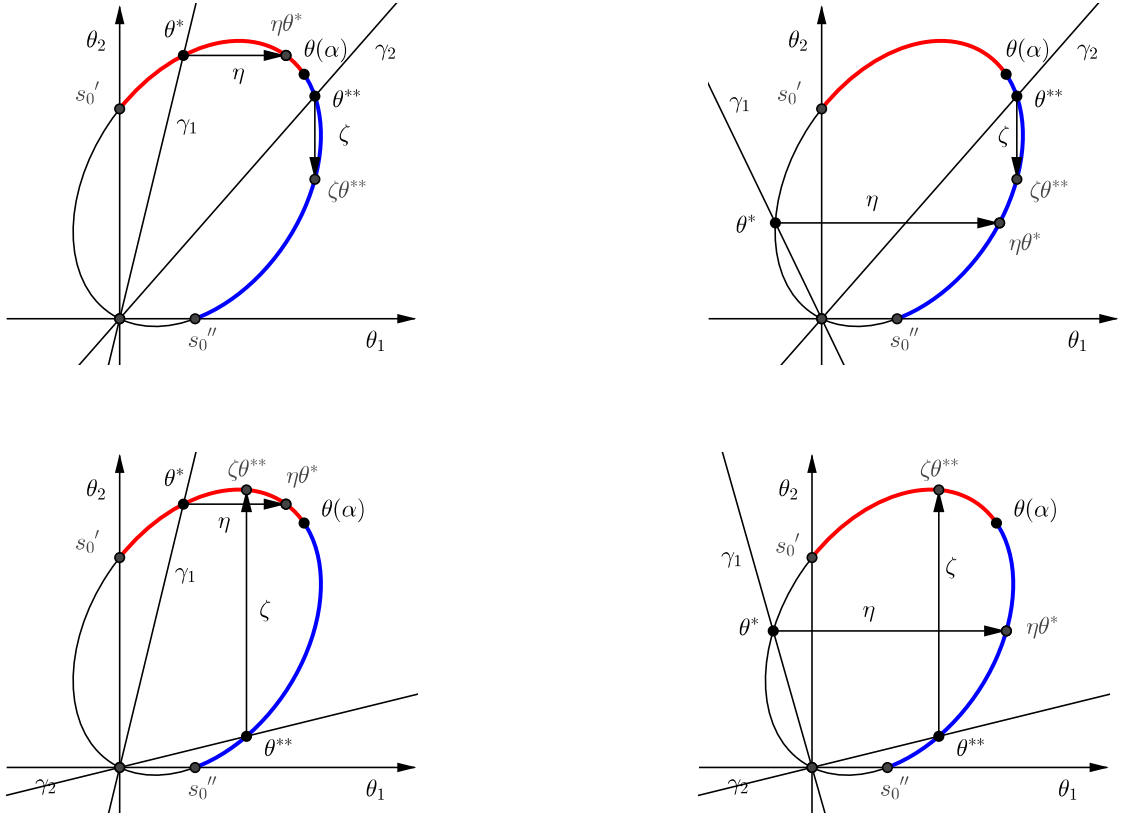 θ* ηθ*
θ₂ θ(α) γ₂
η
s₀′ θ**
γ₁ ζ
ζθ**
s₀″ θ₁
θ₂ θ(α) γ₂
s₀′ θ**
γ₁ ζ
ζθ**
η
θ* ηθ*
s₀″ θ₁
θ* ζθ** ηθ*
θ₂ θ(α)
η
s₀′
γ₁
ζ
θ**
γ₂ s₀″ θ₁
ζθ**
θ₂ θ(α)
s₀′
γ₁ ζ
η
θ* ηθ*
θ**
γ₂ s₀″ θ₁